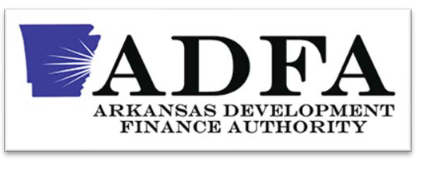 ADFA
ARKANSAS DEVELOPMENT
FINANCE AUTHORITY